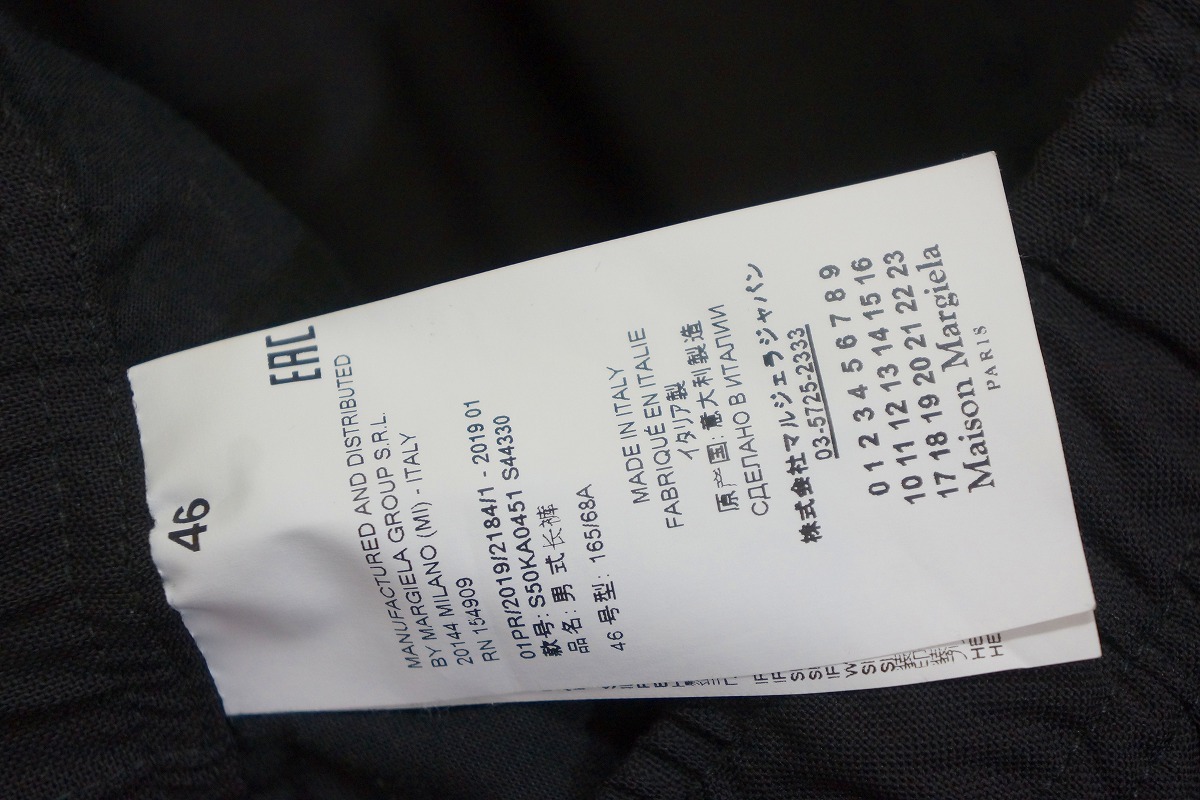 46
EAC
MANUFACTURED AND DISTRIBUTED
BY MARGIELA GROUP S.R.L.
20144 MILANO (MI) - ITALY
RN 154909
01PR/2019/2184/1 - 2019 01
款号: S50KA0451 S44330
品名: 男 式 长裤
46 号型: 165/68A
MADE IN ITALY
FABRIQUÉ EN ITALIE
イタリア製
原产国: 意大利製造
СДЕЛАНО В ИТАЛИИ
株式会社マルジェラジャパン
03-5725-2333
0 1 2 3 4 5 6 7 8 9
10 11 12 13 14 15 16
17 18 19 20 21 22 23
Maison Margiela
PARIS